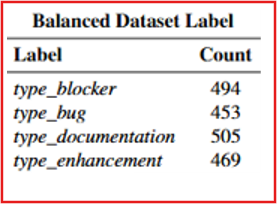 Balanced Dataset Label
Label Count
type_blocker 494
type_bug 453
type_documentation 505
type_enhancement 469